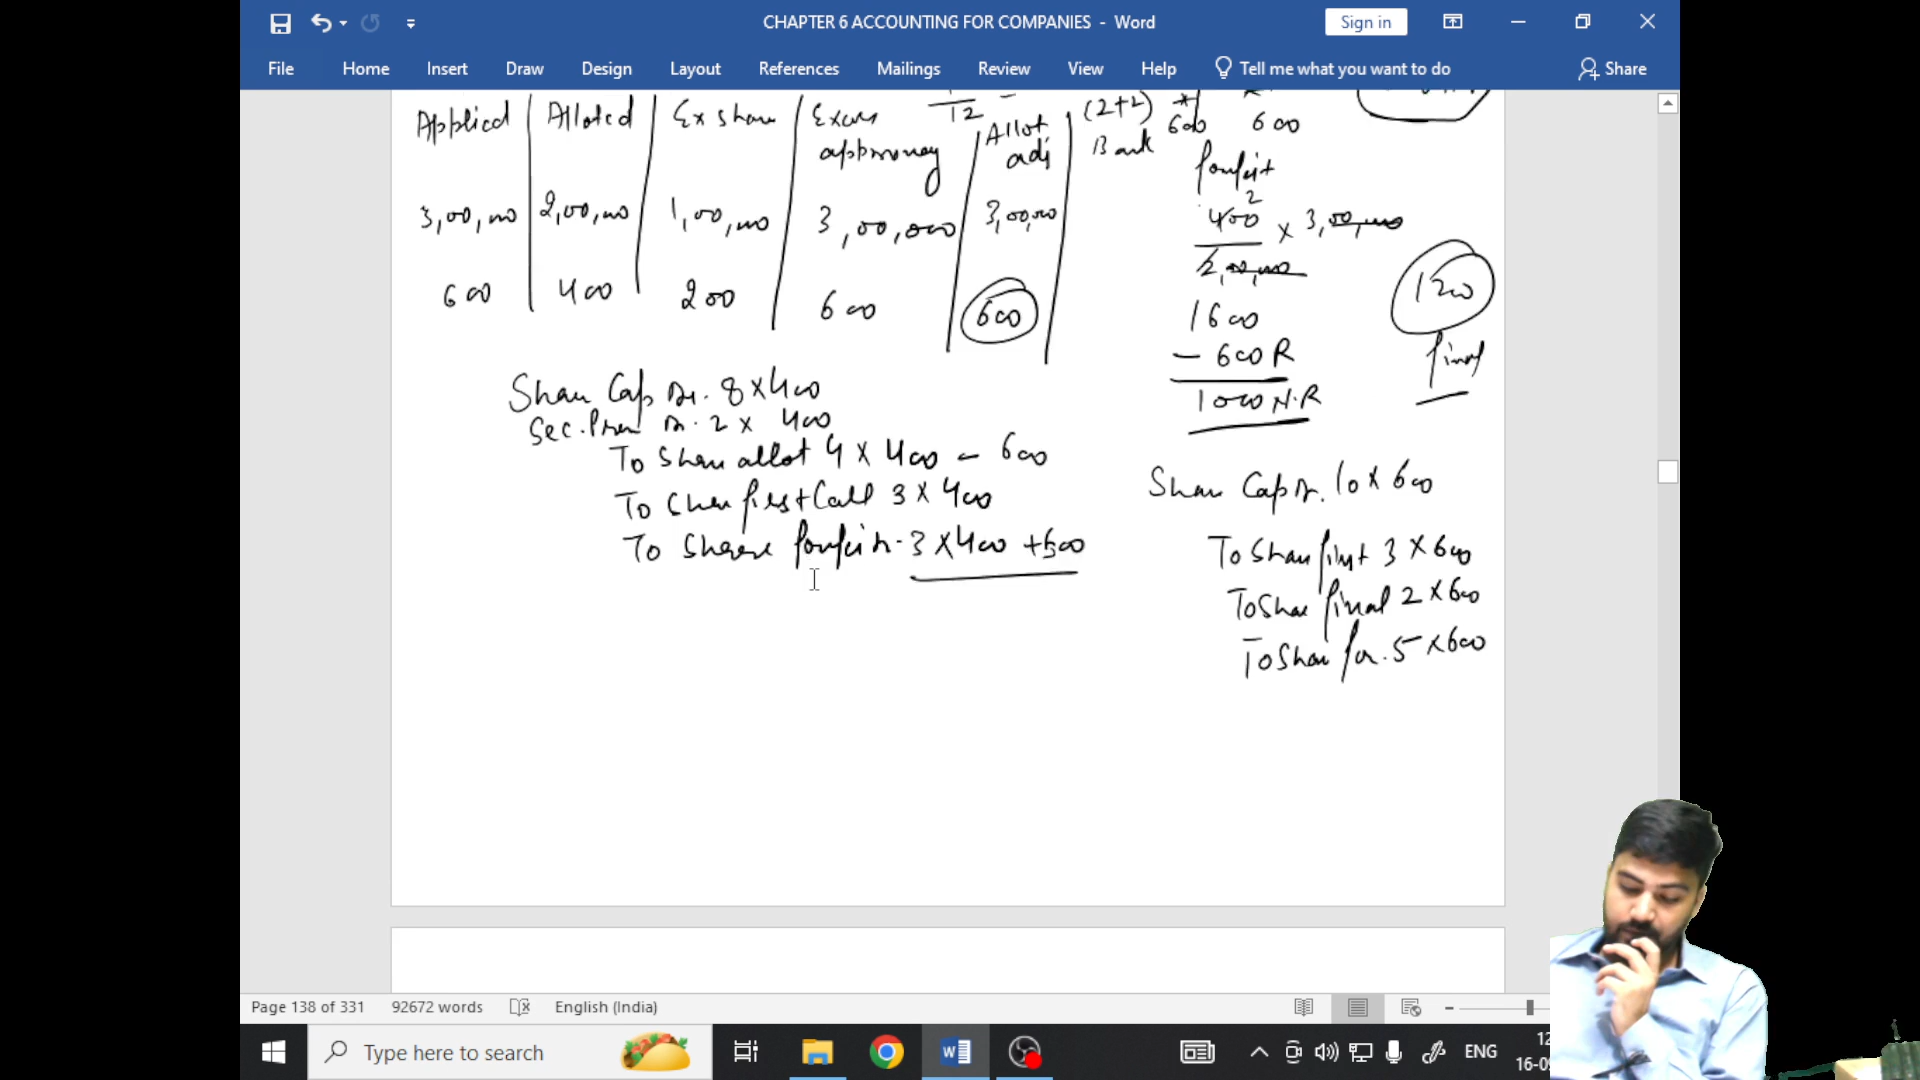 CHAPTER 6 ACCOUNTING FOR COMPANIES - Word
Sign in
File Home Insert Draw Design Layout References Mailings Review View Help Tell me what you want to do Share
Applied Alloted Ex share Excess appmoney 12 Allot adj (2+2) Bank
600 600
3,00,000 2,00,000 1,00,000 3,00,000 3,00,000
600 400 200 600 600
forfeit
2
400 x 3,00,000
2,00,000
1600
- 600 R
1000 N.R
1200
final
Share Cap Dr. 8 x 400
Sec. Prem Dr. 2 x 400
To Share allot 4 x 400 - 600
To Share first Call 3 x 400
To Share forfeit 3 x 400 + 600
Share Cap Dr. 10 x 600
To Share first 3 x 600
To Share final 2 x 600
To Share for. 5 x 600
Page 138 of 331 92672 words English (India)
Type here to search
ENG